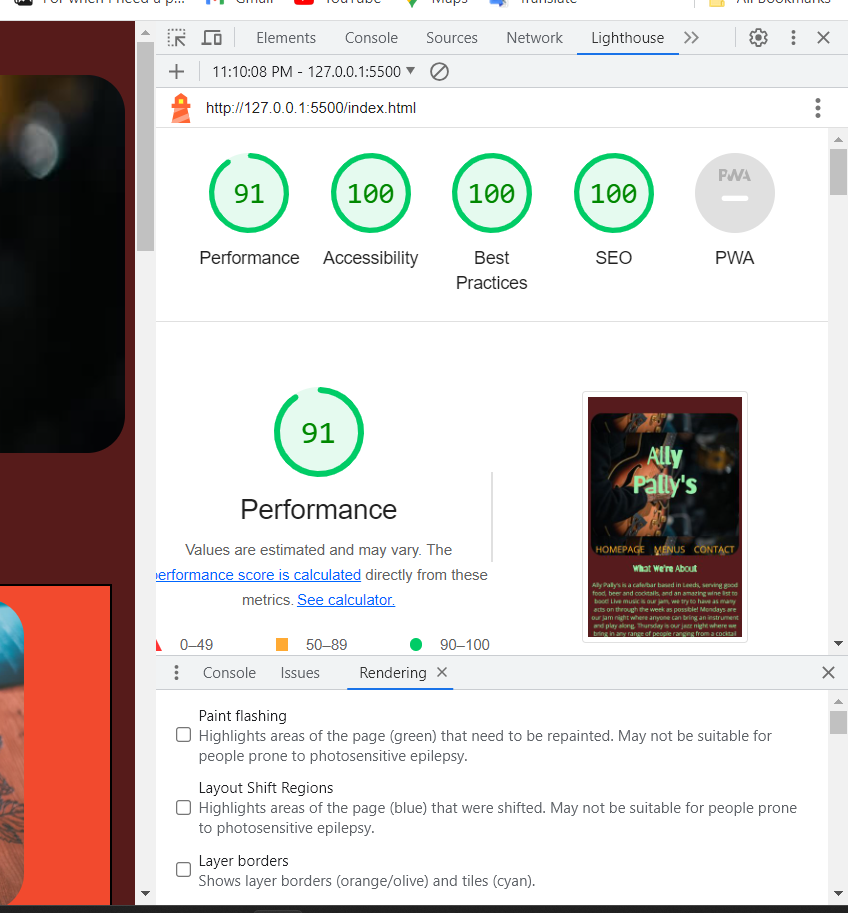 For when I need a p...
Gmail
YouTube
Maps
Translate
All Bookmarks
Elements Console Sources Network Lighthouse
11:10:08 PM - 127.0.0.1:5500
http://127.0.0.1:5500/index.html
91 100 100 100 PWA
Performance Accessibility Best Practices SEO PWA
91
Performance
Values are estimated and may vary. The
performance score is calculated directly from these
metrics. See calculator.
0–49 50–89 90–100
Ally
Pally's
HOMEPAGE MENUS CONTACT
What We're About
Ally Pally's is a cafe/bar based in Leeds, serving good
food, beer and cocktails, and an amazing wine list to
boot! Live music is our jam, we try to have as many
acts on through the week as possible! Mondays are
our Jam night where anyone can bring an instrument
and play along, Thursday is our jazz night where we
bring in any range of people ranging from a cocktail
Console Issues Rendering
Paint flashing
Highlights areas of the page (green) that need to be repainted. May not be suitable for
people prone to photosensitive epilepsy.
Layout Shift Regions
Highlights areas of the page (blue) that were shifted. May not be suitable for people prone
to photosensitive epilepsy.
Layer borders
Shows layer borders (orange/olive) and tiles (cyan).